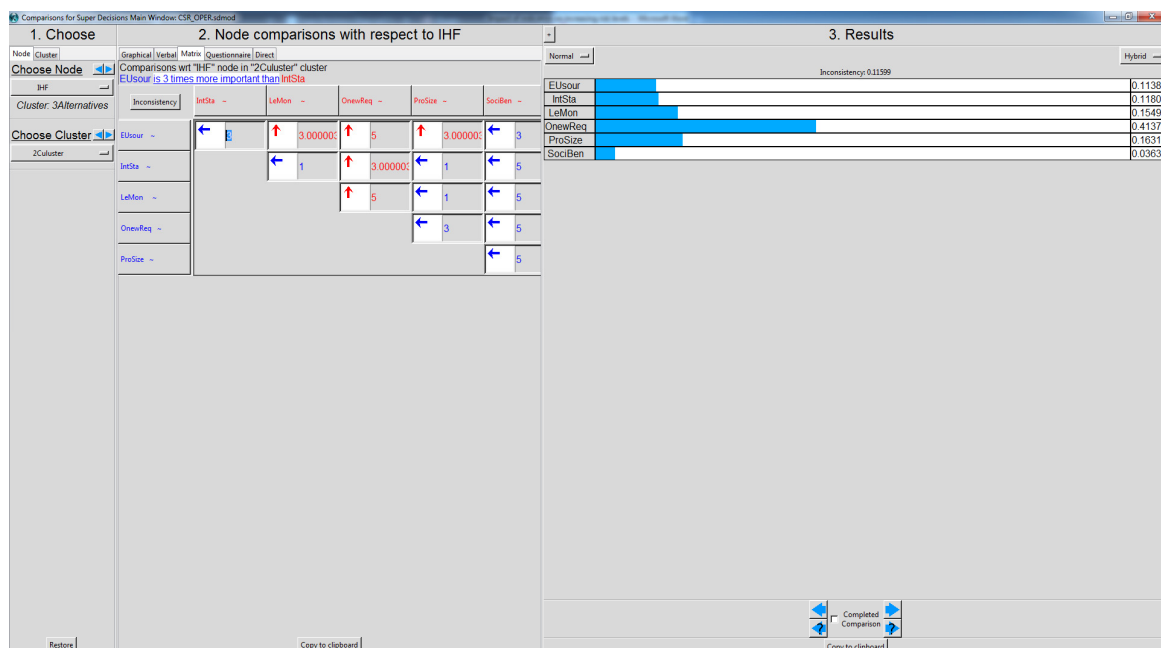 Comparisons for Super Decisions Main Window: CSR_OPER.sdmod
1. Choose
2. Node comparisons with respect to IHF
+
3. Results
Node Cluster
Graphical Verbal Matrix Questionnaire Direct
Normal
Hybrid
Choose Node
Comparisons wrt "IHF" node in "2Culuster" cluster
EUsour is 3 times more important than IntSta
IHF
Cluster: 3Alternatives
Choose Cluster
2Culuster
Inconsistency IntSta ~ LeMon ~ OnewReq ~ ProSize ~ SociBen ~
EUsour ~ 3 3.00000 5 3.00000 3
IntSta ~ 1 3.00000 1 5
LeMon ~ 5 1 5
OnewReq ~ 3 5
ProSize ~ 5
Inconsistency: 0.11599
EUsour 0.1138
IntSta 0.1180
LeMon 0.1549
OnewReq 0.4137
ProSize 0.1631
SociBen 0.0363
Completed
Comparison
Restore
Copy to clipboard
Copy to clipboard